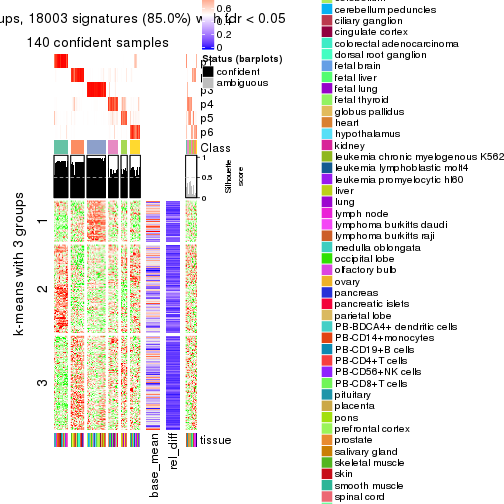 ups, 18003 signatures (85.0%) with fdr < 0.05
140 confident samples
0.6
0.4
0.2
0
Status (barplots)
confident
ambiguous
p2
p3
p4
p5
p6
Class
1
0.5
0
Silhouette
score
k-means with 3 groups
1
2
3
tissue
base_mean
rel_diff
cerebellum peduncles
ciliary ganglion
cingulate cortex
colorectal adenocarcinoma
dorsal root ganglion
fetal brain
fetal liver
fetal lung
fetal thyroid
globus pallidus
heart
hypothalamus
kidney
leukemia chronic myelogenous K562
leukemia lymphoblastic molt4
leukemia promyelocytic hl60
liver
lung
lymph node
lymphoma burkitts daudi
lymphoma burkitts raji
medulla oblongata
occipital lobe
olfactory bulb
ovary
pancreas
pancreatic islets
parietal lobe
PB-BDCA4+ dendritic cells
PB-CD14+monocytes
PB-CD19+B cells
PB-CD4+T cells
PB-CD56+NK cells
PB-CD8+T cells
pituitary
placenta
pons
prefrontal cortex
prostate
salivary gland
skeletal muscle
skin
smooth muscle
spinal cord